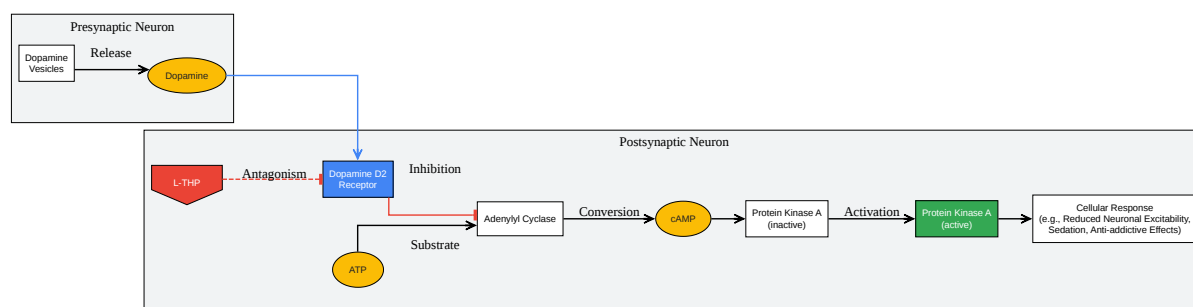 Presynaptic Neuron
Dopamine
Vesicles
Release
Dopamine
Postsynaptic Neuron
L-THP
Antagonism
Dopamine D2
Receptor
Inhibition
Adenylyl Cyclase
Conversion
cAMP
Protein Kinase A
(inactive)
Activation
Protein Kinase A
(active)
Cellular Response
(e.g., Reduced Neuronal Excitability,
Sedation, Anti-addictive Effects)
Substrate
ATP